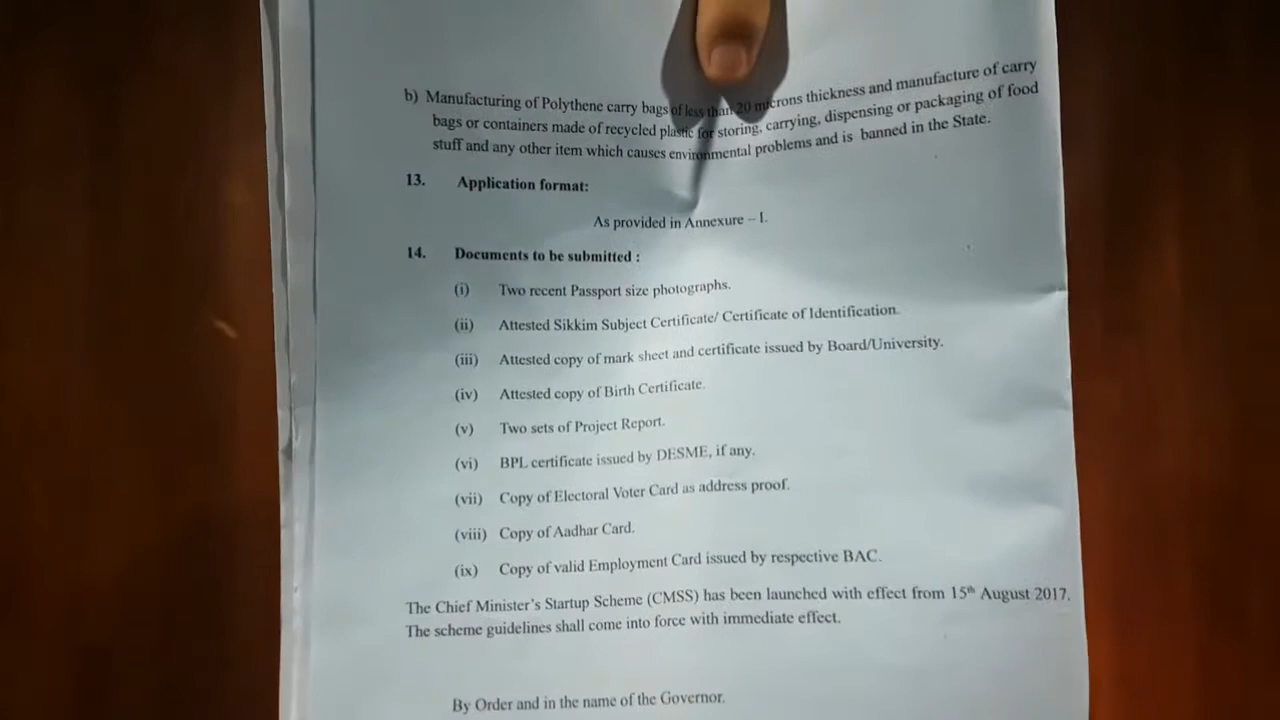 b) Manufacturing of Polythene carry bags of less than 20 microns thickness and manufacture of carry
bags or containers made of recycled plastic for storing, carrying, dispensing or packaging of food
stuff and any other item which causes environmental problems and is banned in the State.
13. Application format:
As provided in Annexure – I.
14. Documents to be submitted :
(i) Two recent Passport size photographs.
(ii) Attested Sikkim Subject Certificate/ Certificate of Identification.
(iii) Attested copy of mark sheet and certificate issued by Board/University.
(iv) Attested copy of Birth Certificate.
(v) Two sets of Project Report.
(vi) BPL certificate issued by DESME, if any.
(vii) Copy of Electoral Voter Card as address proof.
(viii) Copy of Aadhar Card.
(ix) Copy of valid Employment Card issued by respective BAC.
The Chief Minister’s Startup Scheme (CMSS) has been launched with effect from 15th August 2017.
The scheme guidelines shall come into force with immediate effect.
By Order and in the name of the Governor.